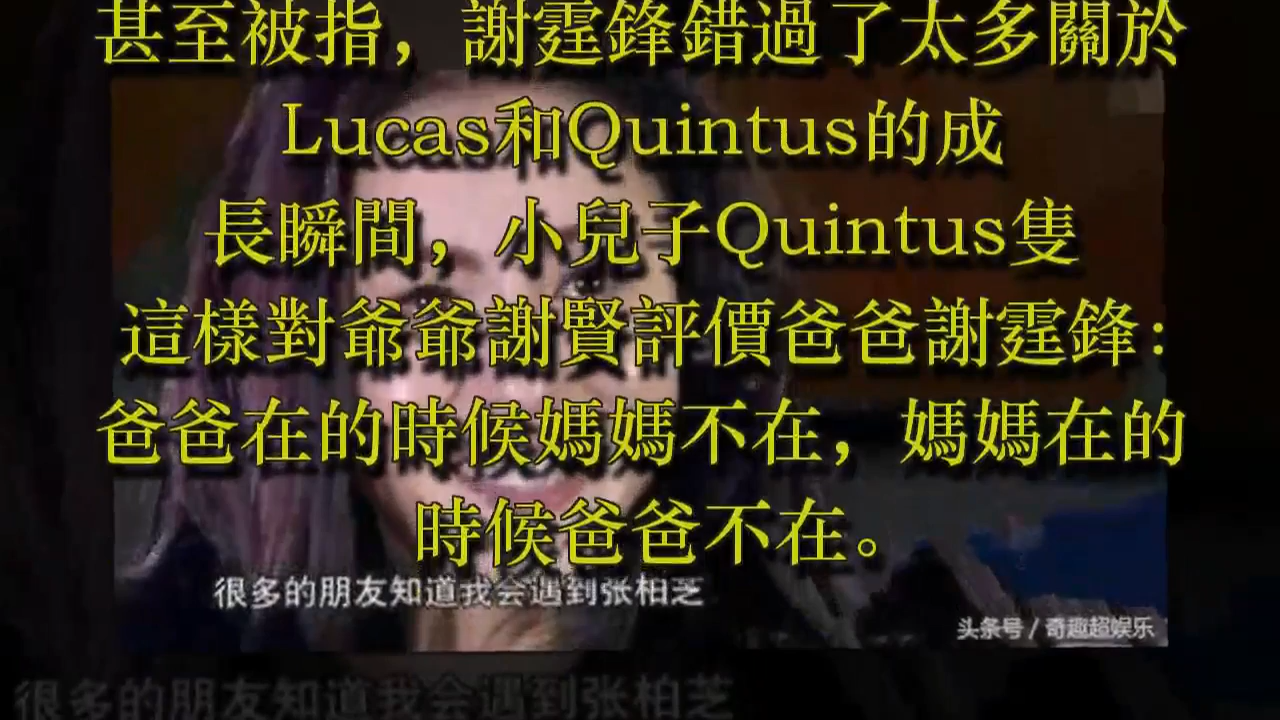 甚至被指，謝霆鋒錯過了太多關於
Lucas和Quintus的成
長瞬間，小兒子Quintus隻
這樣對爺爺謝賢評價爸爸謝霆鋒：
爸爸在的時候媽媽不在，媽媽在的
時候爸爸不在。
很多的朋友知道我会遇到张柏芝
头条号 / 奇趣超娱乐
很多的朋友知道我会遇到张柏芝